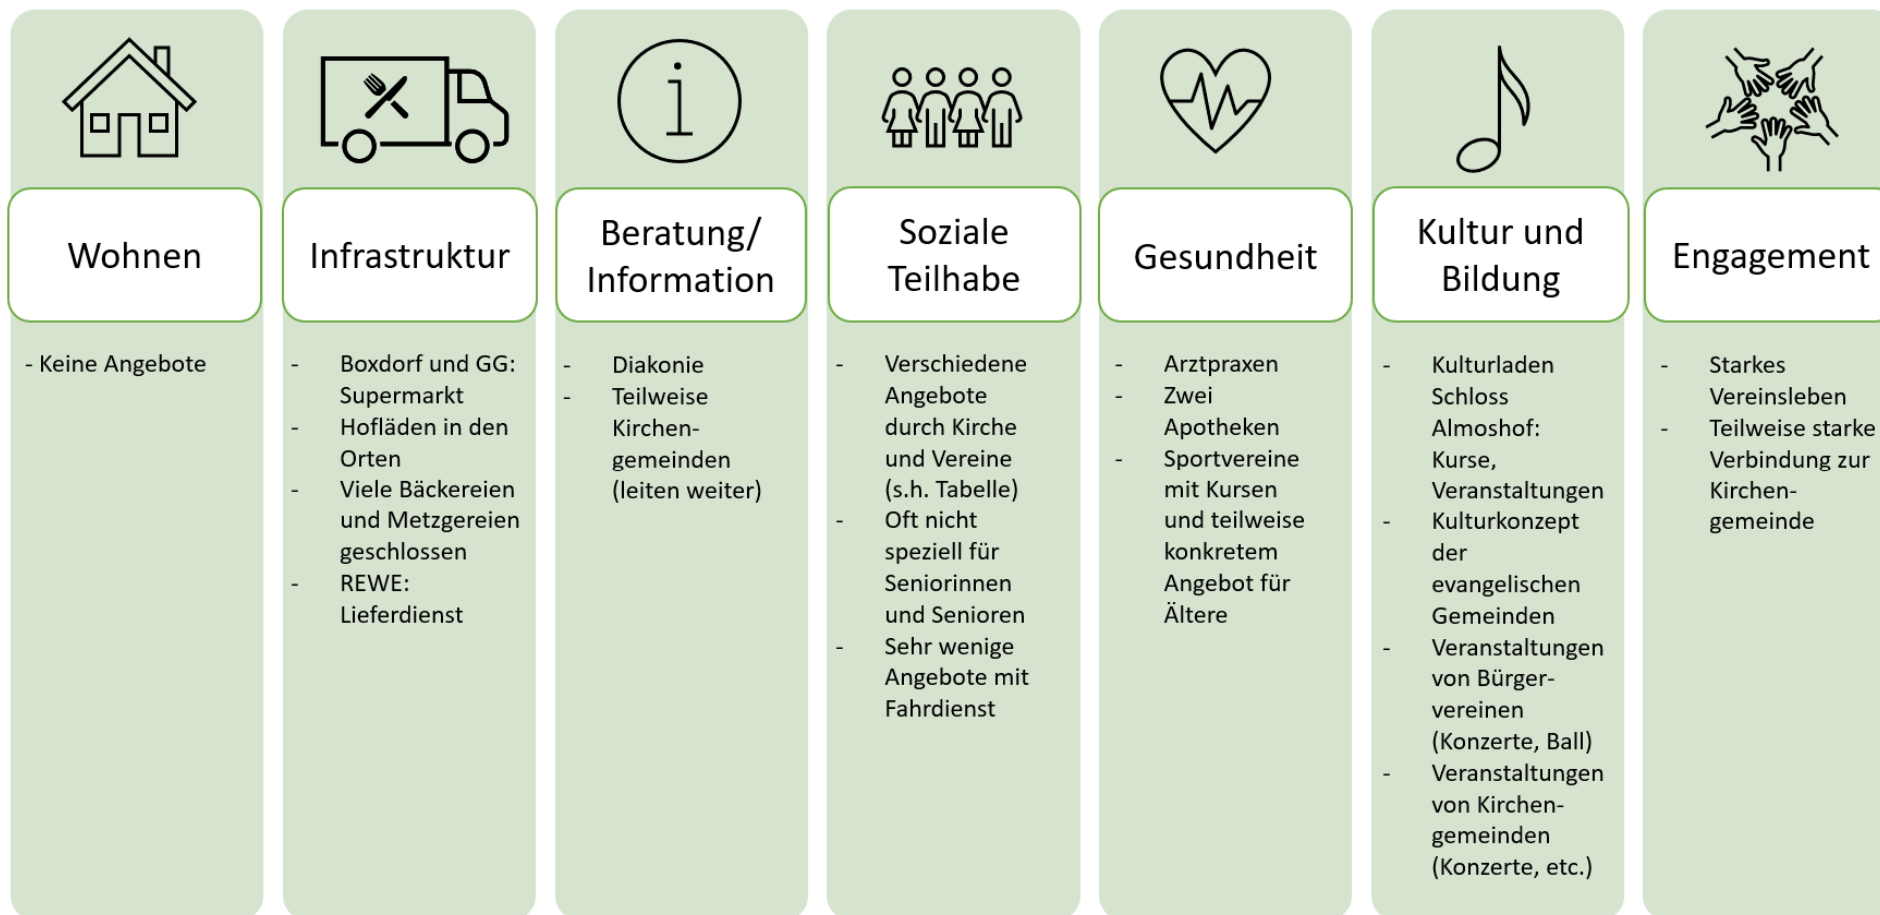 Wohnen
- Keine Angebote
Infrastruktur
- Boxdorf und GG:
Supermarkt
- Hofläden in den
Orten
- Viele Bäckereien
und Metzgereien
geschlossen
- REWE:
Lieferdienst
Beratung/
Information
- Diakonie
- Teilweise
Kirchen-
gemeinden
(leiten weiter)
Soziale
Teilhabe
- Verschiedene
Angebote
durch Kirche
und Vereine
(s.h. Tabelle)
- Oft nicht
speziell für
Seniorinnen
und Senioren
- Sehr wenige
Angebote mit
Fahrdienst
Gesundheit
- Arztpraxen
- Zwei
Apotheken
- Sportvereine
mit Kursen
und teilweise
konkretem
Angebot für
Ältere
Kultur und
Bildung
- Kulturladen
Schloss
Almoshof:
Kurse,
Veranstaltungen
- Kulturkonzept
der
evangelischen
Gemeinden
- Veranstaltungen
von Bürger-
vereinen
(Konzerte, Ball)
- Veranstaltungen
von Kirchen-
gemeinden
(Konzerte, etc.)
Engagement
- Starkes
Vereinsleben
- Teilweise starke
Verbindung zur
Kirchen-
gemeinde